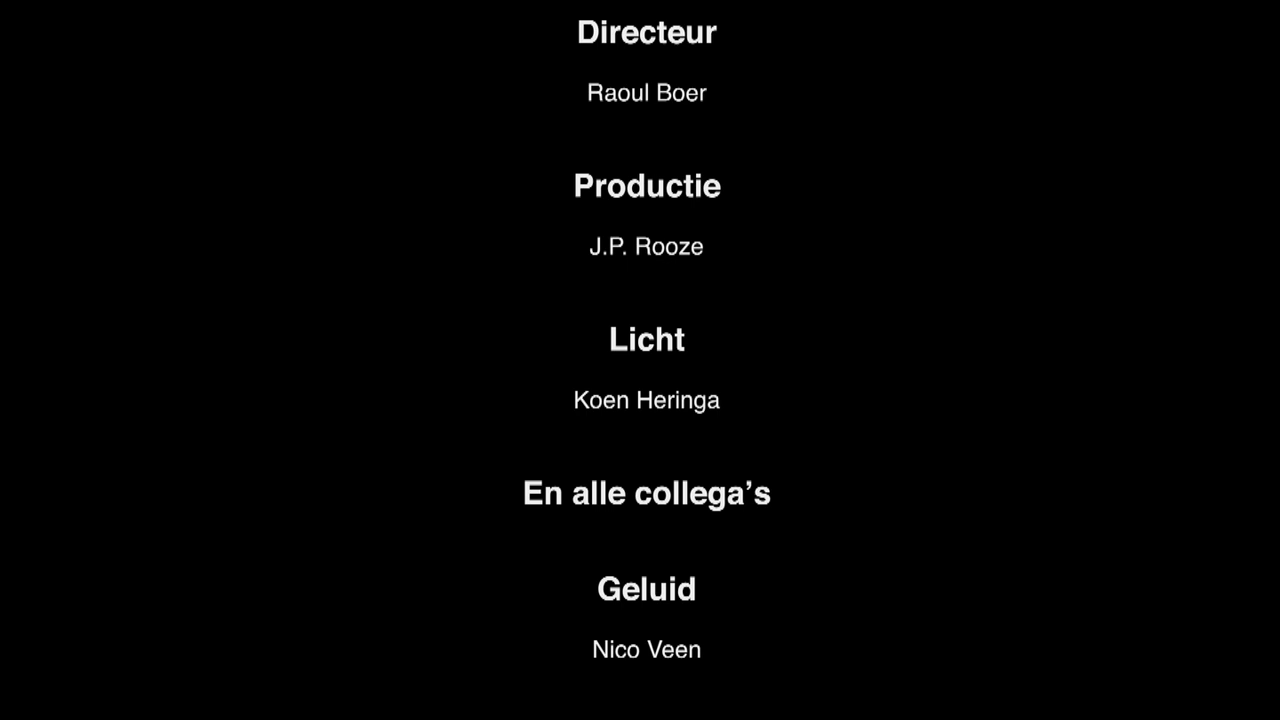 Directeur
Raoul Boer
Productie
J.P. Rooze
Licht
Koen Heringa
En alle collega’s
Geluid
Nico Veen